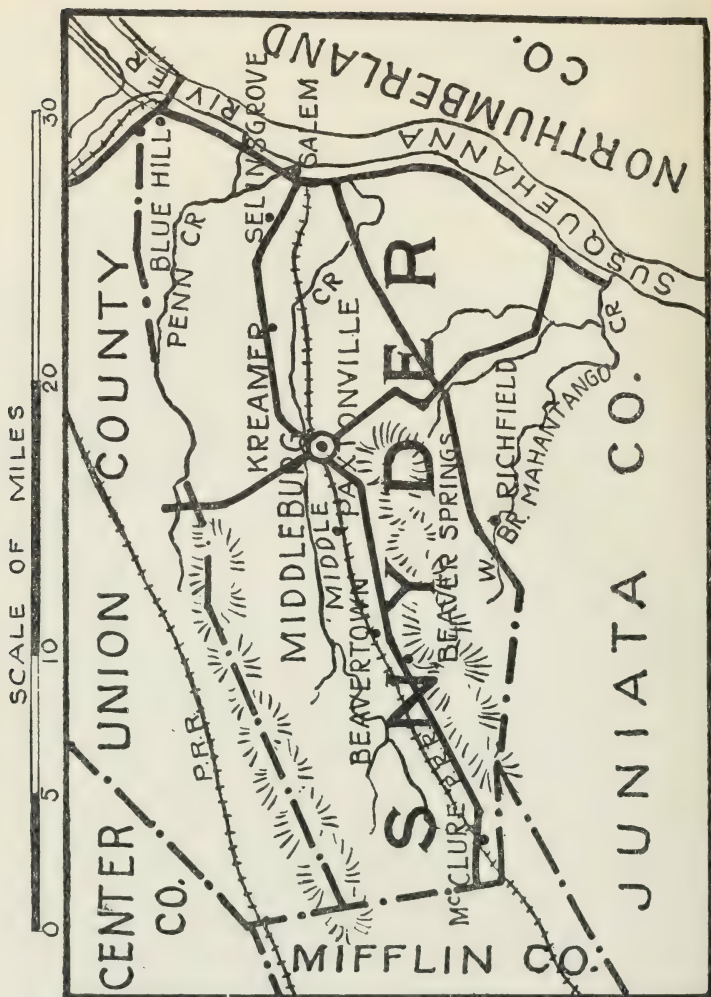 SCALE OF MILES
0 5 10 20 30
CENTER
CO.
UNION COUNTY
P.R.R.
BLUE HILL
PENN CR
RIVER
NORTHUMBERLAND
CO.
SELINSGROVE
SALEM
KREAMER
MIDDLEBURG
MIDDLE CR
PAXTONVILLE
BEAVERTOWN
SNYDER
BEAVER SPRINGS
McCLURE
P.R.R.
SUSQUEHANNA
RICHFIELD
W. BR. MAHANTANGO CR
MIFFLIN CO.
JUNIATA CO.